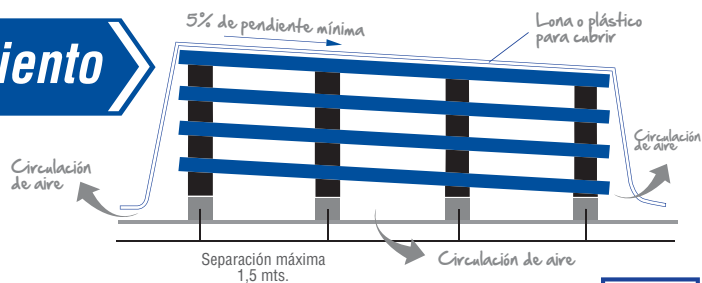 iento
5% de pendiente mínima
Lona o plástico
para cubrir
Circulación
de aire
Circulación
de aire
Circulación de aire
Separación máxima
1,5 mts.